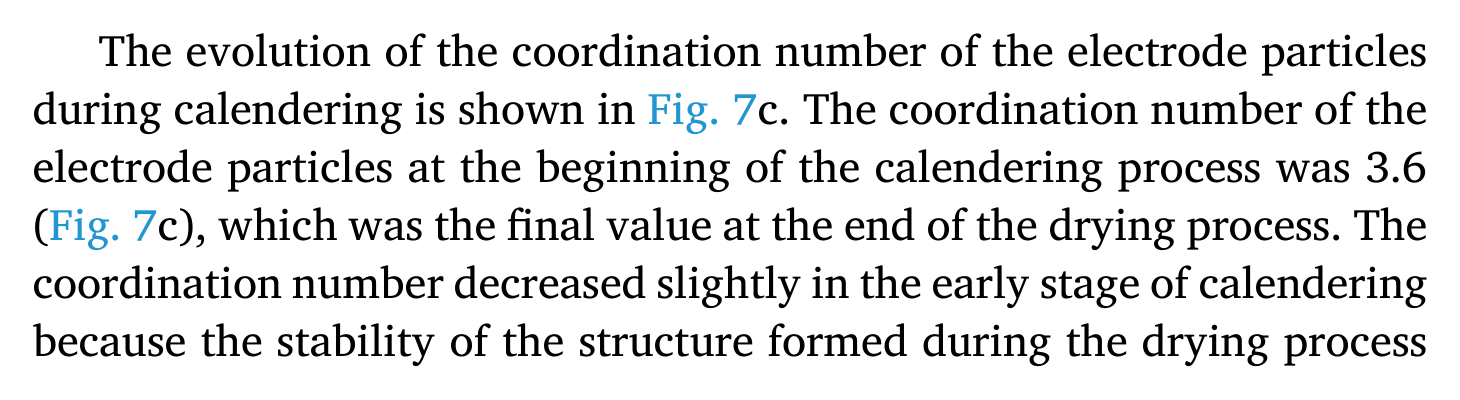 The evolution of the coordination number of the electrode particles
during calendering is shown in Fig. 7c. The coordination number of the
electrode particles at the beginning of the calendering process was 3.6
(Fig. 7c), which was the final value at the end of the drying process. The
coordination number decreased slightly in the early stage of calendering
because the stability of the structure formed during the drying process